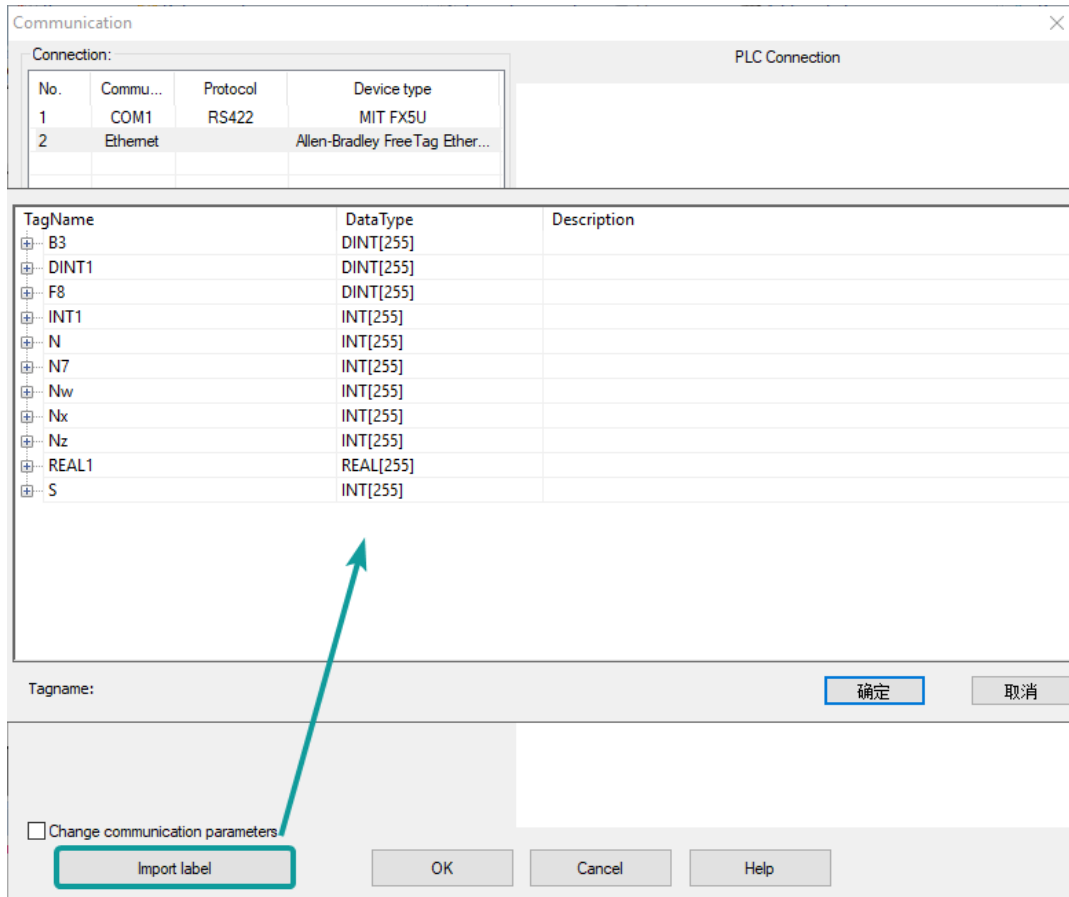 Communication
Connection:
PLC Connection
No. Commu... Protocol Device type
1 COM1 RS422 MIT FX5U
2 Ethernet Allen-Bradley FreeTag Ether...
TagName DataType Description
B3 DINT[255]
DINT1 DINT[255]
F8 DINT[255]
INT1 INT[255]
N INT[255]
N7 INT[255]
Nw INT[255]
Nx INT[255]
Nz INT[255]
REAL1 REAL[255]
S INT[255]
Tagname: 确定 取消
Change communication parameters
Import label OK Cancel Help